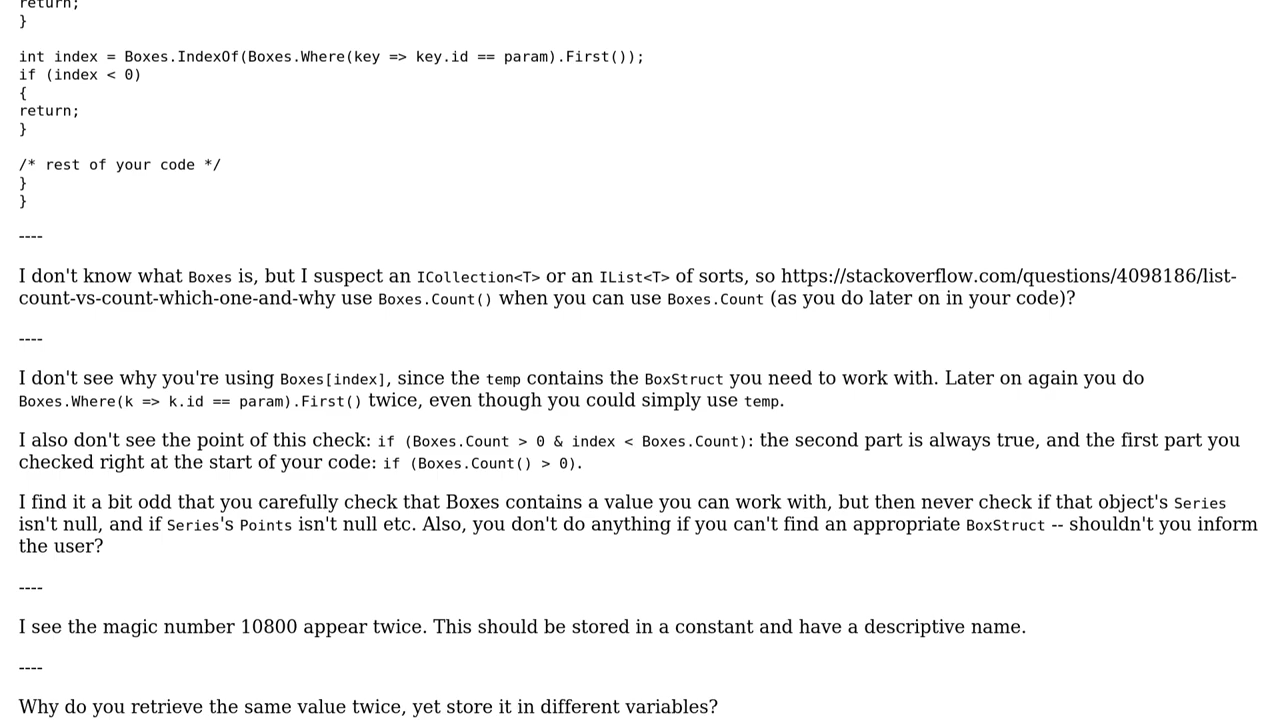 return;
}
int index = Boxes.IndexOf(Boxes.Where(key => key.id == param).First());
if (index < 0)
{
return;
}
/* rest of your code */
}
}
----
I don't know what Boxes is, but I suspect an ICollection<T> or an IList<T> of sorts, so https://stackoverflow.com/questions/4098186/list-
count-vs-count-which-one-and-why use Boxes.Count() when you can use Boxes.Count (as you do later on in your code)?
----
I don't see why you're using Boxes[index], since the temp contains the BoxStruct you need to work with. Later on again you do
Boxes.Where(k => k.id == param).First() twice, even though you could simply use temp.
I also don't see the point of this check: if (Boxes.Count > 0 & index < Boxes.Count): the second part is always true, and the first part you
checked right at the start of your code: if (Boxes.Count() > 0).
I find it a bit odd that you carefully check that Boxes contains a value you can work with, but then never check if that object's Series
isn't null, and if Series's Points isn't null etc. Also, you don't do anything if you can't find an appropriate BoxStruct -- shouldn't you inform
the user?
----
I see the magic number 10800 appear twice. This should be stored in a constant and have a descriptive name.
----
Why do you retrieve the same value twice, yet store it in different variables?